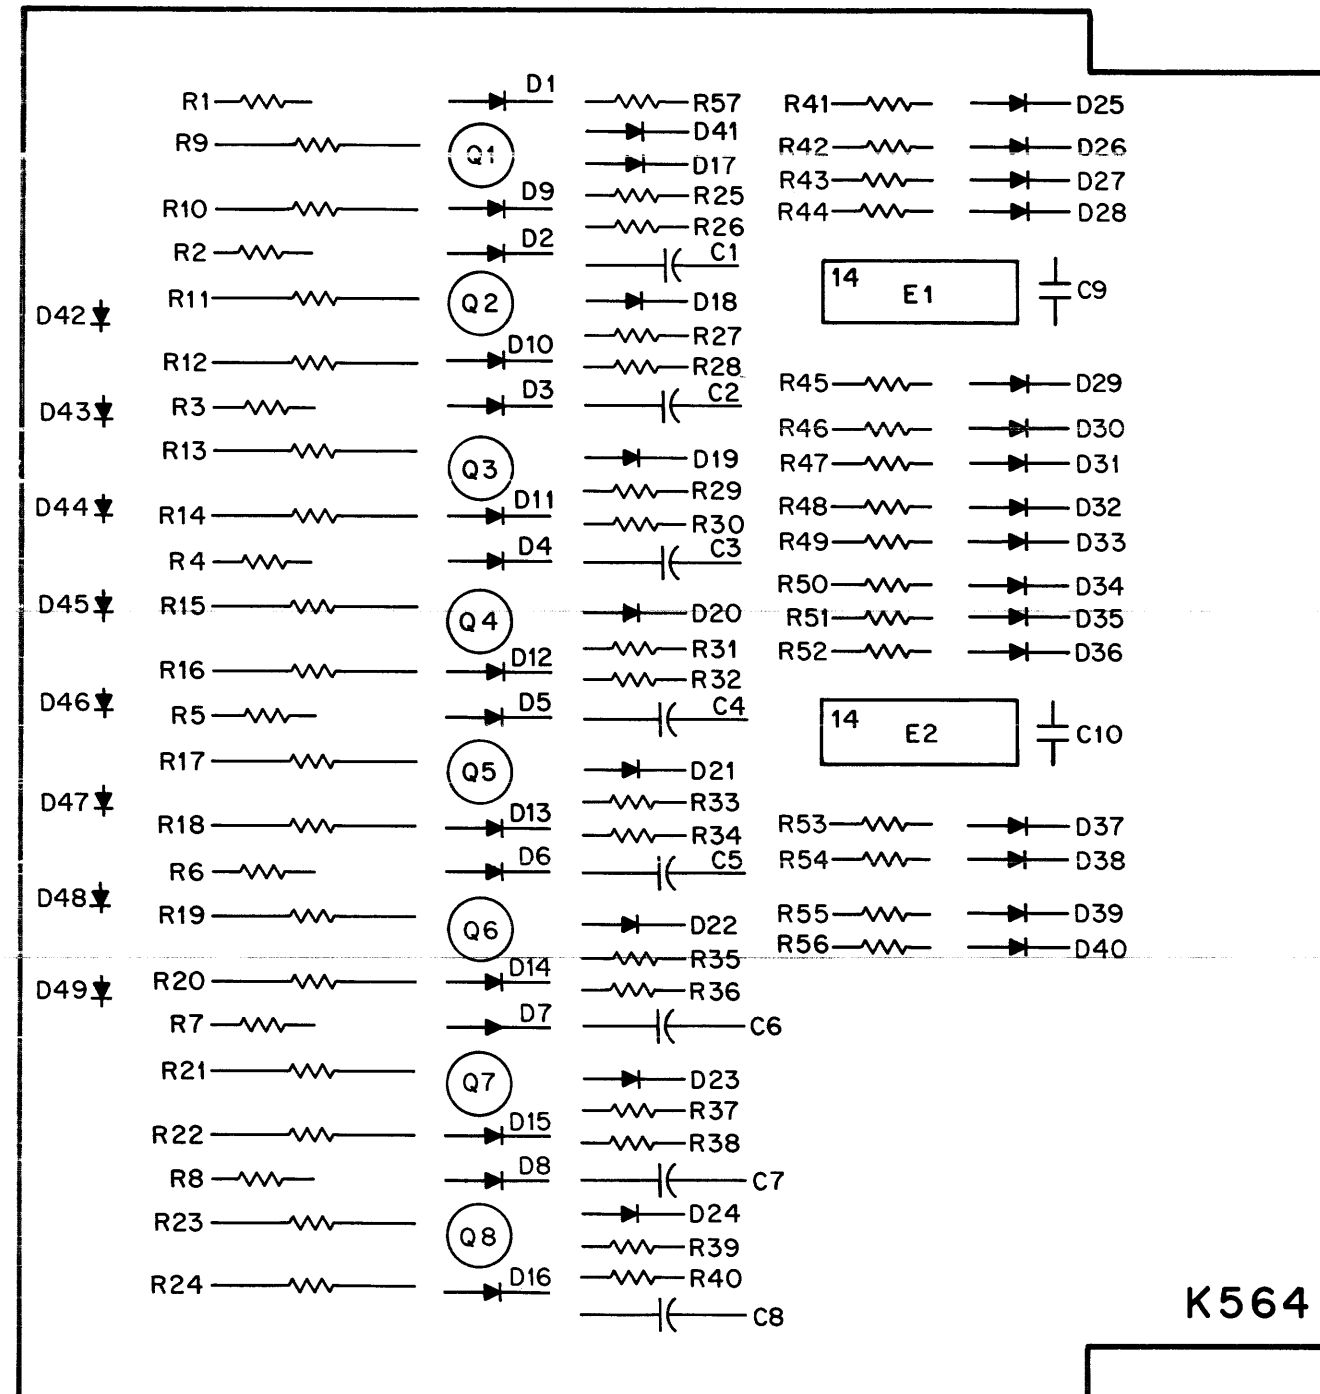 R1 D1 R57 R41 D25
D41
R9 Q1 R42 D26
D17
R43 D27
R10 D9 R25
R44 D28
R26
R2 D2 C1
14 E1 C9
R11 Q2 D18
D42
R27
R12 D10 R28
R45 D29
D43 R3 D3 C2
R46 D30
R13 Q3 D19 R47 D31
R29
D44 R14 D11 R48 D32
R30
R49 D33
R4 D4 C3
R50 D34
D45 R15 Q4 D20 R51 D35
R31 R52 D36
R16 D12 R32
D46 R5 D5 C4
14 E2 C10
R17 Q5 D21
D47 R33
R18 D13 R34 R53 D37
R6 D6 C5 R54 D38
D48
R19 Q6 D22 R55 D39
R35 R56 D40
R20 D14
D49 R36
R7 D7 C6
R21 Q7 D23
R37
R22 D15 R38
R8 D8 C7
R23 Q8 D24
R39
R24 D16 R40
C8
K564